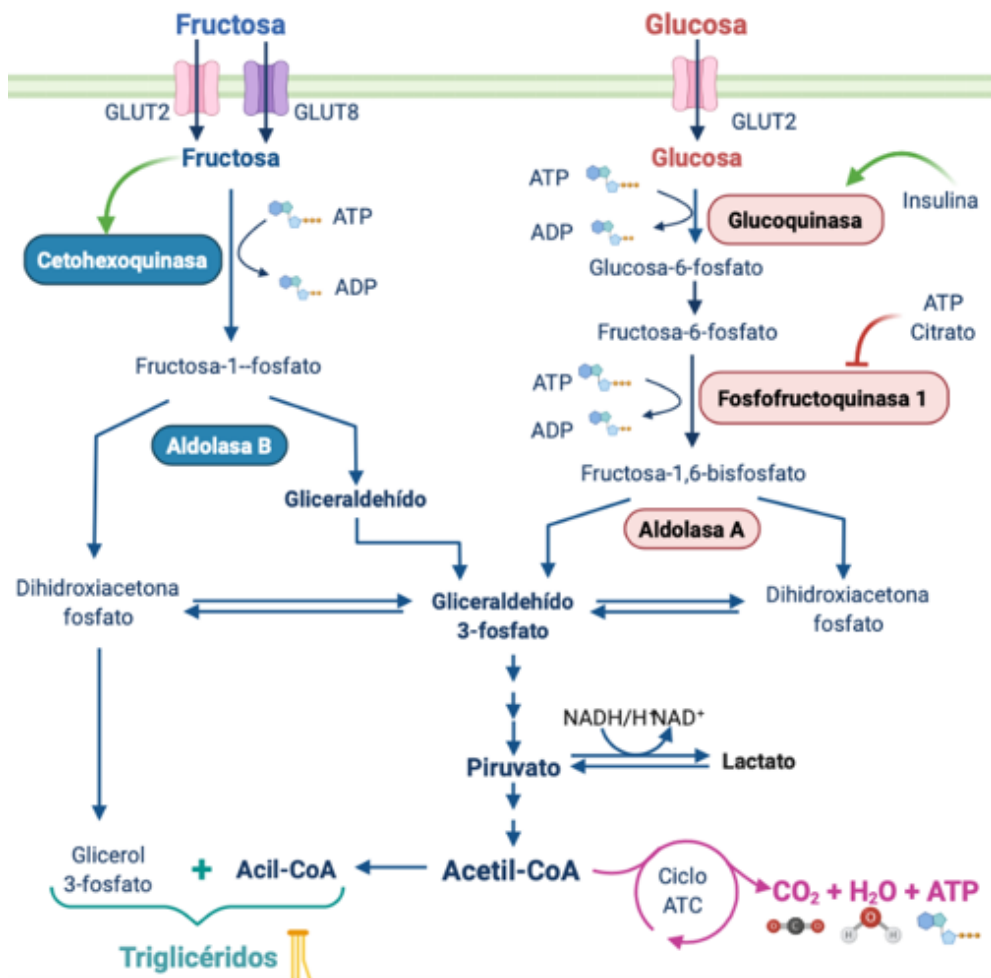 Fructosa
Glucosa
GLUT2
GLUT8
GLUT2
Fructosa
Glucosa
ATP
Insulina
Glucoquinasa
ATP
ADP
Cetohexoquinasa
ADP
Glucosa-6-fosfato
ATP
Citrato
Fructosa-6-fosfato
Fructosa-1--fosfato
ATP
Fosfofructoquinasa 1
ADP
Aldolasa B
Fructosa-1,6-bisfosfato
Gliceraldehído
Aldolasa A
Dihidroxiacetona
fosfato
Gliceraldehído
3-fosfato
Dihidroxiacetona
fosfato
NADH/H⁺
NAD⁺
Piruvato
Lactato
Glicerol
3-fosfato
+
Acil-CoA
Acetil-CoA
Ciclo
ATC
CO₂ + H₂O + ATP
O C O
O
H H
Triglicéridos